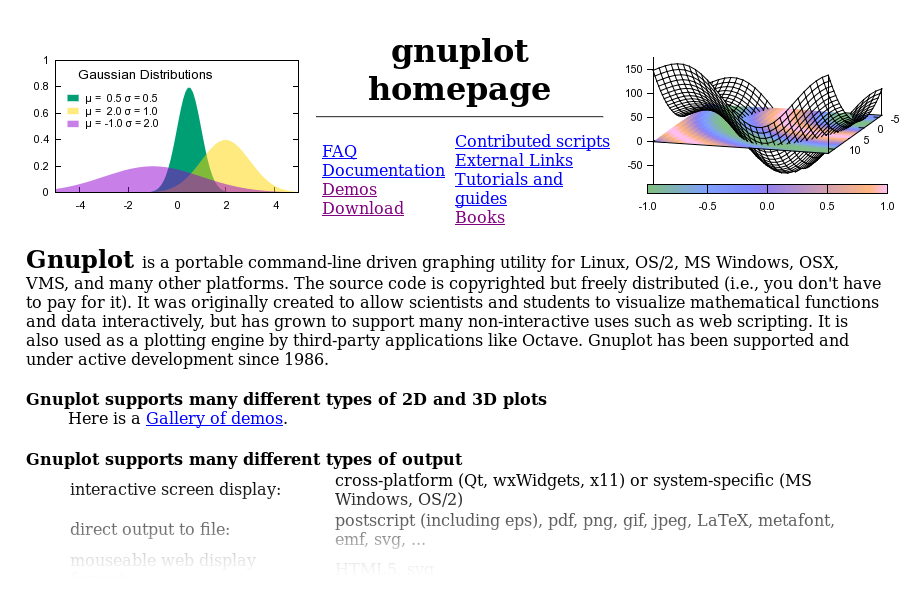 gnuplot
homepage
1
0.8
0.6
0.4
0.2
0
Gaussian Distributions
μ = 0.5 σ = 0.5
μ = 2.0 σ = 1.0
μ = -1.0 σ = 2.0
-4 -2 0 2 4
FAQ
Documentation
Demos
Download
Contributed scripts
External Links
Tutorials and
guides
Books
150
100
50
0
-50
-5
0
5
10
-1.0 -0.5 0.0 0.5 1.0
Gnuplot is a portable command-line driven graphing utility for Linux, OS/2, MS Windows, OSX,
VMS, and many other platforms. The source code is copyrighted but freely distributed (i.e., you don't have
to pay for it). It was originally created to allow scientists and students to visualize mathematical functions
and data interactively, but has grown to support many non-interactive uses such as web scripting. It is
also used as a plotting engine by third-party applications like Octave. Gnuplot has been supported and
under active development since 1986.
Gnuplot supports many different types of 2D and 3D plots
Here is a Gallery of demos.
Gnuplot supports many different types of output
interactive screen display:
cross-platform (Qt, wxWidgets, x11) or system-specific (MS
Windows, OS/2)
direct output to file:
postscript (including eps), pdf, png, gif, jpeg, LaTeX, metafont,
emf, svg, ...
mouseable web display
HTML5, svg